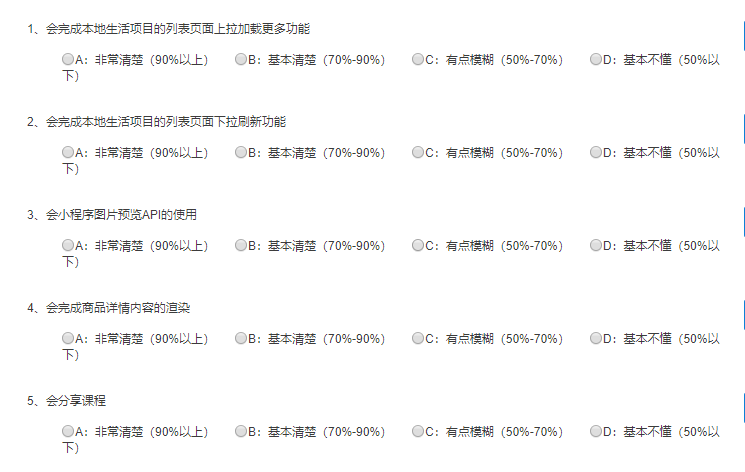 1、会完成本地生活项目的列表页面上拉加载更多功能
A：非常清楚（90%以上） B：基本清楚（70%-90%） C：有点模糊（50%-70%） D：基本不懂（50%以
下）
2、会完成本地生活项目的列表页面下拉刷新功能
A：非常清楚（90%以上） B：基本清楚（70%-90%） C：有点模糊（50%-70%） D：基本不懂（50%以
下）
3、会小程序图片预览API的使用
A：非常清楚（90%以上） B：基本清楚（70%-90%） C：有点模糊（50%-70%） D：基本不懂（50%以
下）
4、会完成商品详情内容的渲染
A：非常清楚（90%以上） B：基本清楚（70%-90%） C：有点模糊（50%-70%） D：基本不懂（50%以
下）
5、会分享课程
A：非常清楚（90%以上） B：基本清楚（70%-90%） C：有点模糊（50%-70%） D：基本不懂（50%以
下）